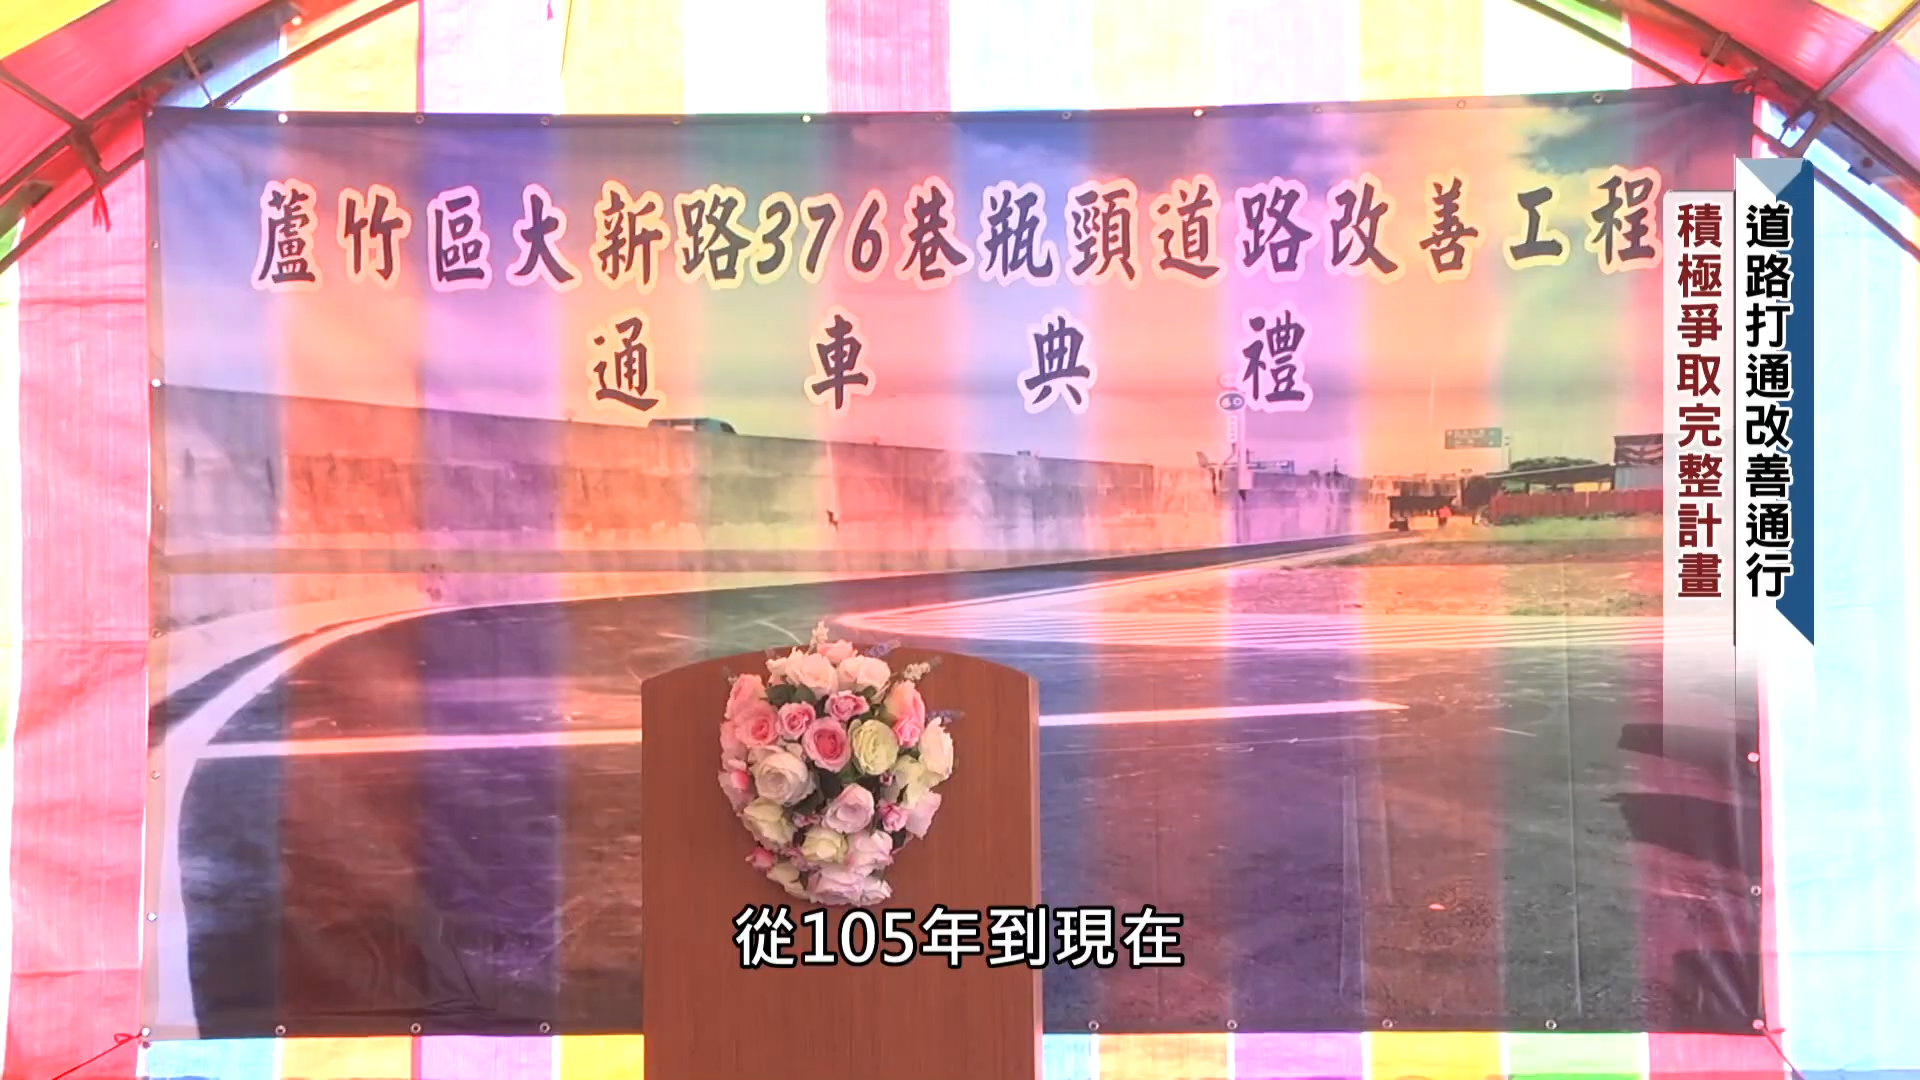 蘆竹區大新路376巷瓶頸道路改善工程
通車典禮
道路打通改善通行
積極爭取完整計畫
從105年到現在